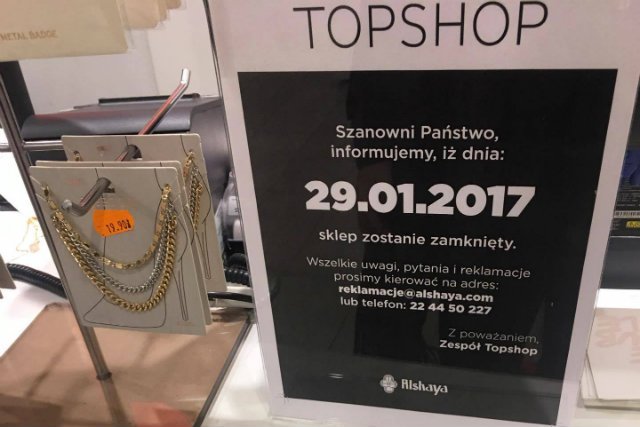 METAL BADGE
TOPSHOP
Szanowni Państwo,
informujemy, iż dnia:
29.01.2017
sklep zostanie zamknięty.
Wszelkie uwagi, pytania i reklamacje
prosimy kierować na adres:
reklamacje@alshaya.com
lub telefon: 22 44 50 227
Z poważaniem,
Zespół Topshop
Alshaya
19.90